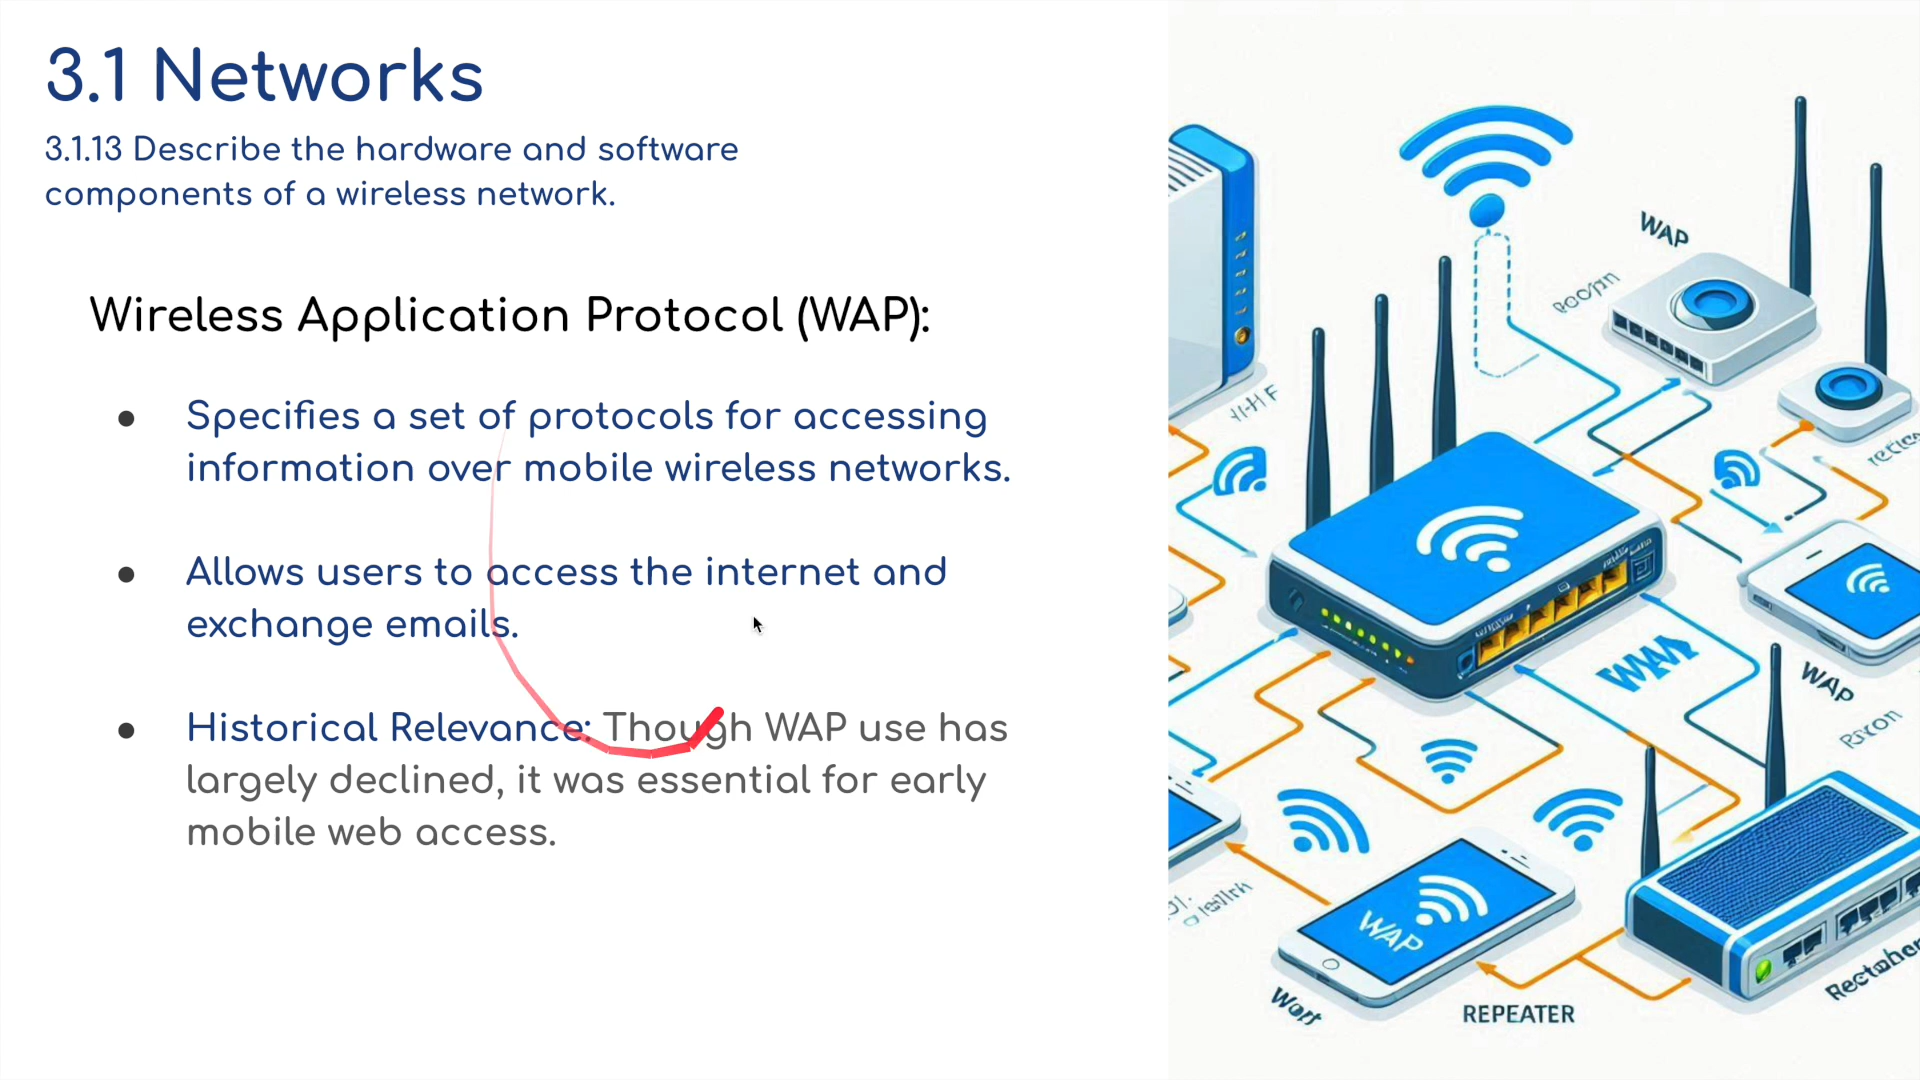 3.1 Networks
3.1.13 Describe the hardware and software
components of a wireless network.
Wireless Application Protocol (WAP):
Specifies a set of protocols for accessing
information over mobile wireless networks.
Allows users to access the internet and
exchange emails.
Historical Relevance: Though WAP use has
largely declined, it was essential for early
mobile web access.
WAP
WAP
WAP
REPEATER